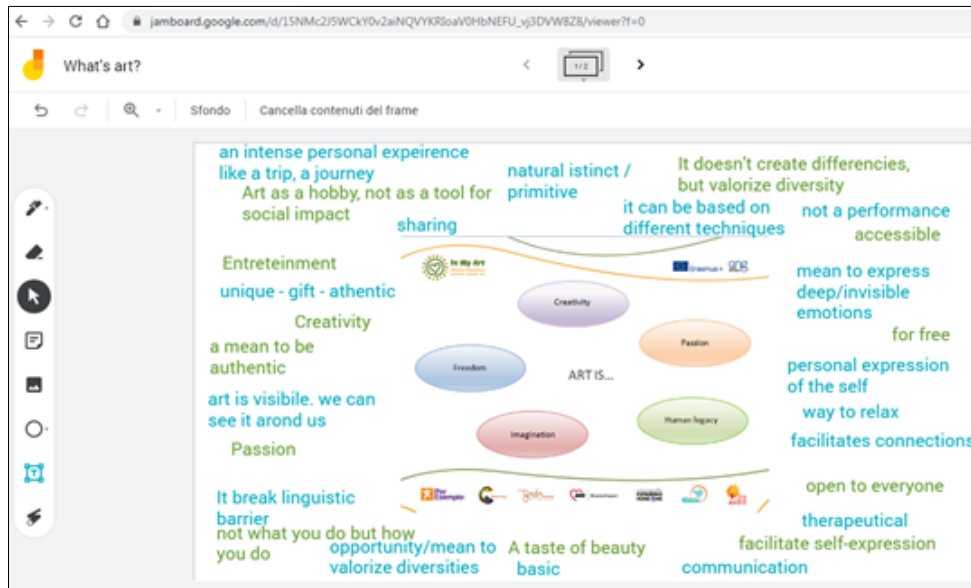 jamboard.google.com/d/15NMc2J5WCkY0v2aiNQVYKRIoaV0HbNEFU_vj3DVW8Z8/viewer?f=0
What's art?
1/2
Sfondo
Cancella contenuti del frame
an intense personal expeirence
like a trip, a journey
natural istinct /
primitive
It doesn't create differencies,
but valorize diversity
Art as a hobby, not as a tool for
social impact
it can be based on
different techniques
not a performance
sharing
accessible
Entreteinment
In My Art
Erasmus+
mean to express
deep/invisible
emotions
unique - gift - athentic
Creativity
Creativity
for free
Passion
a mean to be
authentic
Freedom
ART IS...
personal expression
of the self
art is visibile. we can
see it arond us
way to relax
Human legacy
Imagination
facilitates connections
Passion
open to everyone
It break linguistic
barrier
Per
Esempio
therapeutical
not what you do but how
you do
facilitate self-expression
opportunity/mean to
valorize diversities
A taste of beauty
basic
communication